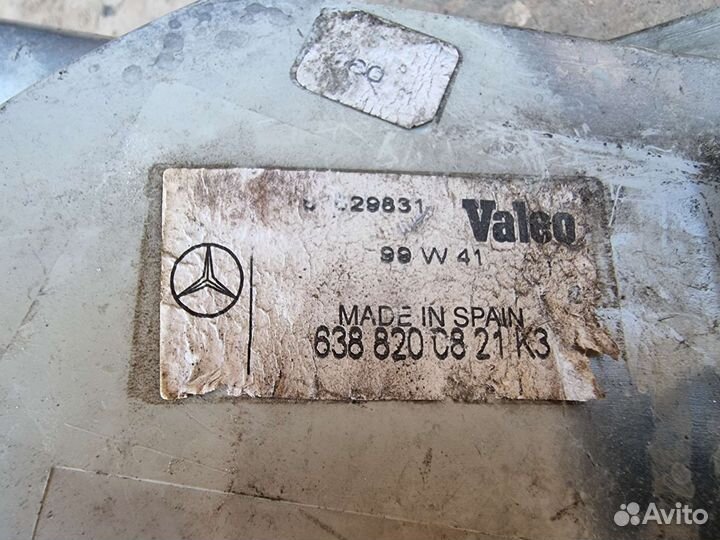 Valeo
99 W 41
MADE IN SPAIN
638 820 08 21 K3
Avito